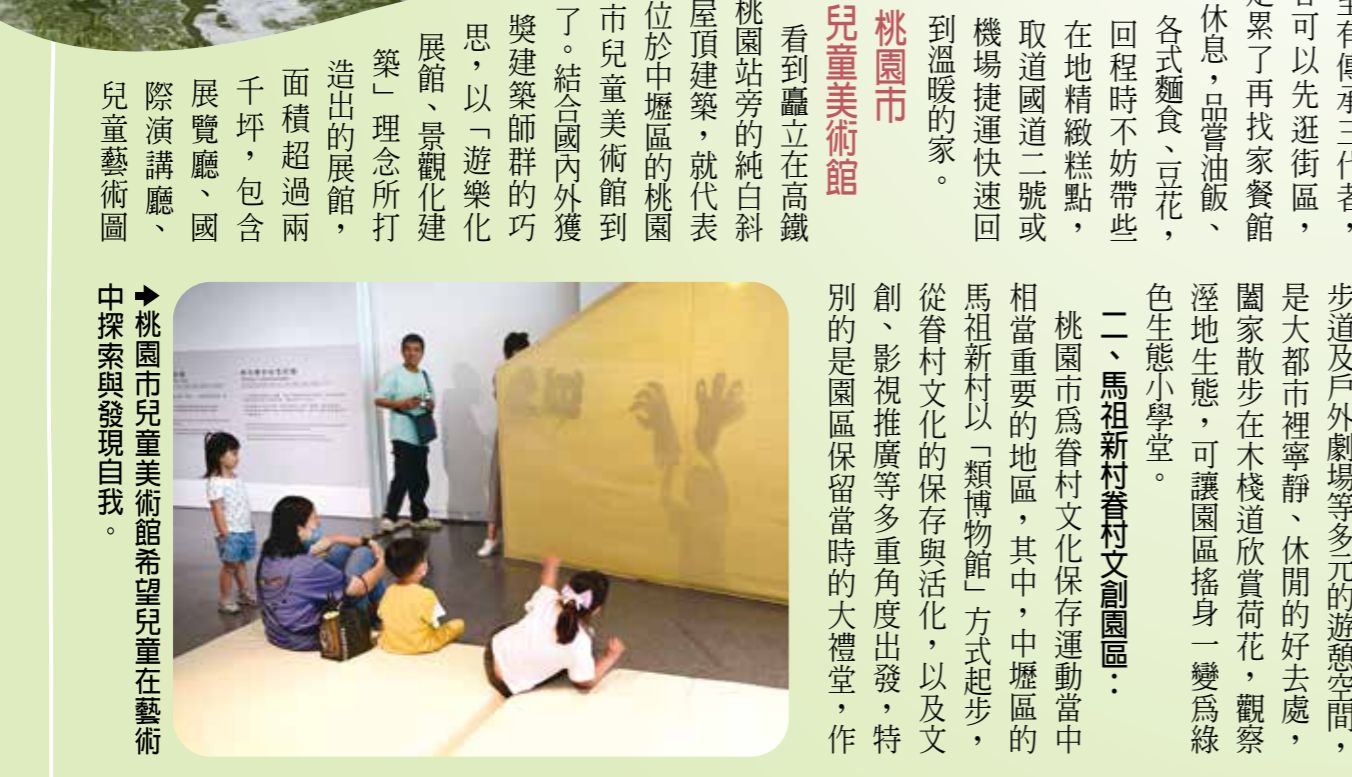 至有傳承三代者，
者可以先逛街區，
走累了再找家餐館
休息，品嘗油飯、
各式麵食、豆花，
回程時不妨帶些
在地精緻糕點，
取道國道二號或
機場捷運快速回
到溫暖的家。
桃園市
兒童美術館
看到矗立在高鐵
桃園站旁的純白斜
屋頂建築，就代表
位於中壢區的桃園
市兒童美術館到
了。結合國內外獲
獎建築師群的巧
思，以「遊樂化
展館、景觀化建
築」理念所打
造出的展館，
面積超過兩
千坪，包含
展覽廳、國
際演講廳、
兒童藝術圖
步道及戶外劇場等多元的遊憩空間，
是大都市裡寧靜、休閒的好去處，
闔家散步在木棧道欣賞荷花，觀察
溼地生態，可讓園區搖身一變爲綠
色生態小學堂。
二、馬祖新村眷村文創園區：
桃園市爲眷村文化保存運動當中
相當重要的地區，其中，中壢區的
馬祖新村以「類博物館」方式起步，
從眷村文化的保存與活化，以及文
創、影視推廣等多重角度出發，特
別的是園區保留當時的大禮堂，作
➡桃園市兒童美術館希望兒童在藝術
中探索與發現自我。